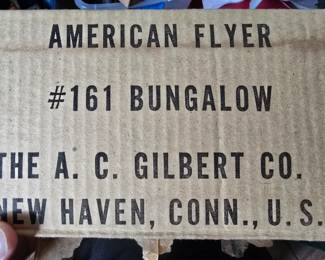 AMERICAN FLYER
#161 BUNGALOW
THE A. C. GILBERT CO.
NEW HAVEN, CONN., U. S.